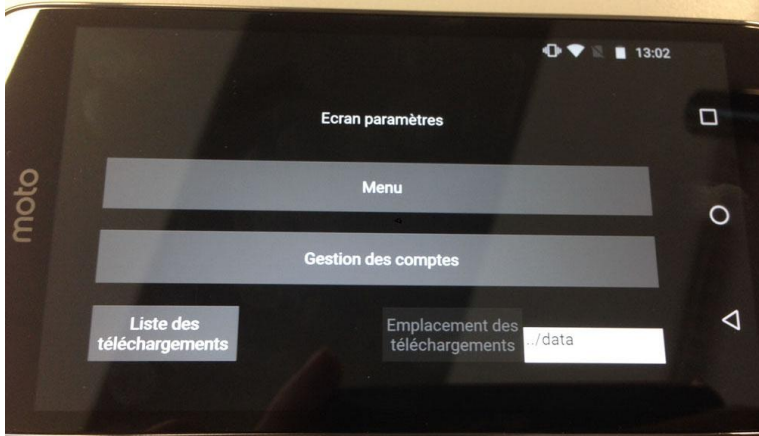 moto
13:02
Ecran paramètres
Menu
Gestion des comptes
Liste des
téléchargements
Emplacement des
téléchargements
../data